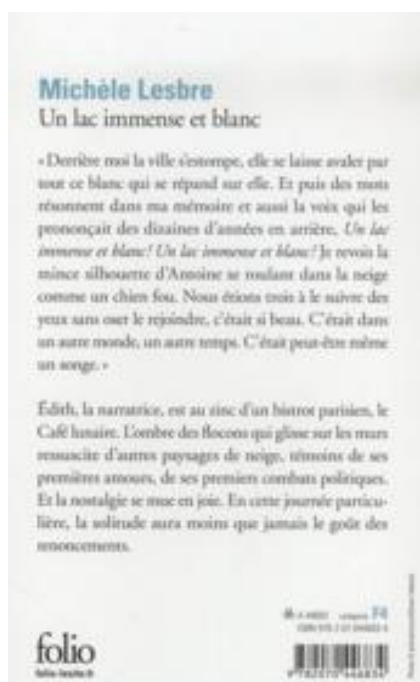 Michèle Lesbre
Un lac immense et blanc
« Derrière moi la ville s'estompe, elle se laisse avaler par
tout ce blanc qui se répand sur elle. Et puis des mots
résonnent dans ma mémoire et aussi la voix qui les
prononçait des dizaines d'années en arrière, Un lac
immense et blanc! Un lac immense et blanc! Je revois la
mince silhouette d'Antoine se roulant dans la neige
comme un chien fou. Nous étions trois à le suivre des
yeux sans oser le rejoindre, c'était si beau. C'était dans
un autre monde, un autre temps. C'était peut-être même
un songe. »
Édith, la narratrice, est au zinc d'un bistrot parisien, le
Café lunaire. L'ombre des flocons qui glisse sur les murs
ressuscite d'autres paysages de neige, témoins de ses
premières amours, de ses premiers combats politiques.
Et la nostalgie se mue en joie. En cette journée particu-
lière, la solitude aura moins que jamais le goût des
renoncements.
folio
folio-lesite.fr